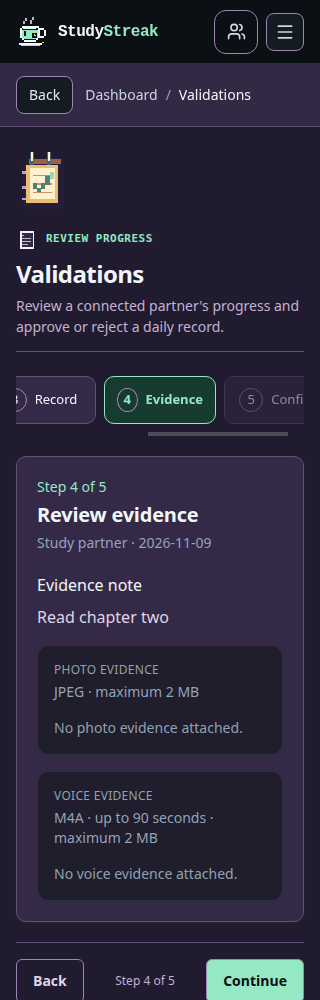 StudyStreak
Back
Dashboard / Validations
REVIEW PROGRESS
Validations
Review a connected partner's progress and
approve or reject a daily record.
Record
4 Evidence
5
Step 4 of 5
Review evidence
Study partner · 2026-11-09
Evidence note
Read chapter two
PHOTO EVIDENCE
JPEG · maximum 2 MB
No photo evidence attached.
VOICE EVIDENCE
M4A · up to 90 seconds ·
maximum 2 MB
No voice evidence attached.
Back
Step 4 of 5
Continue